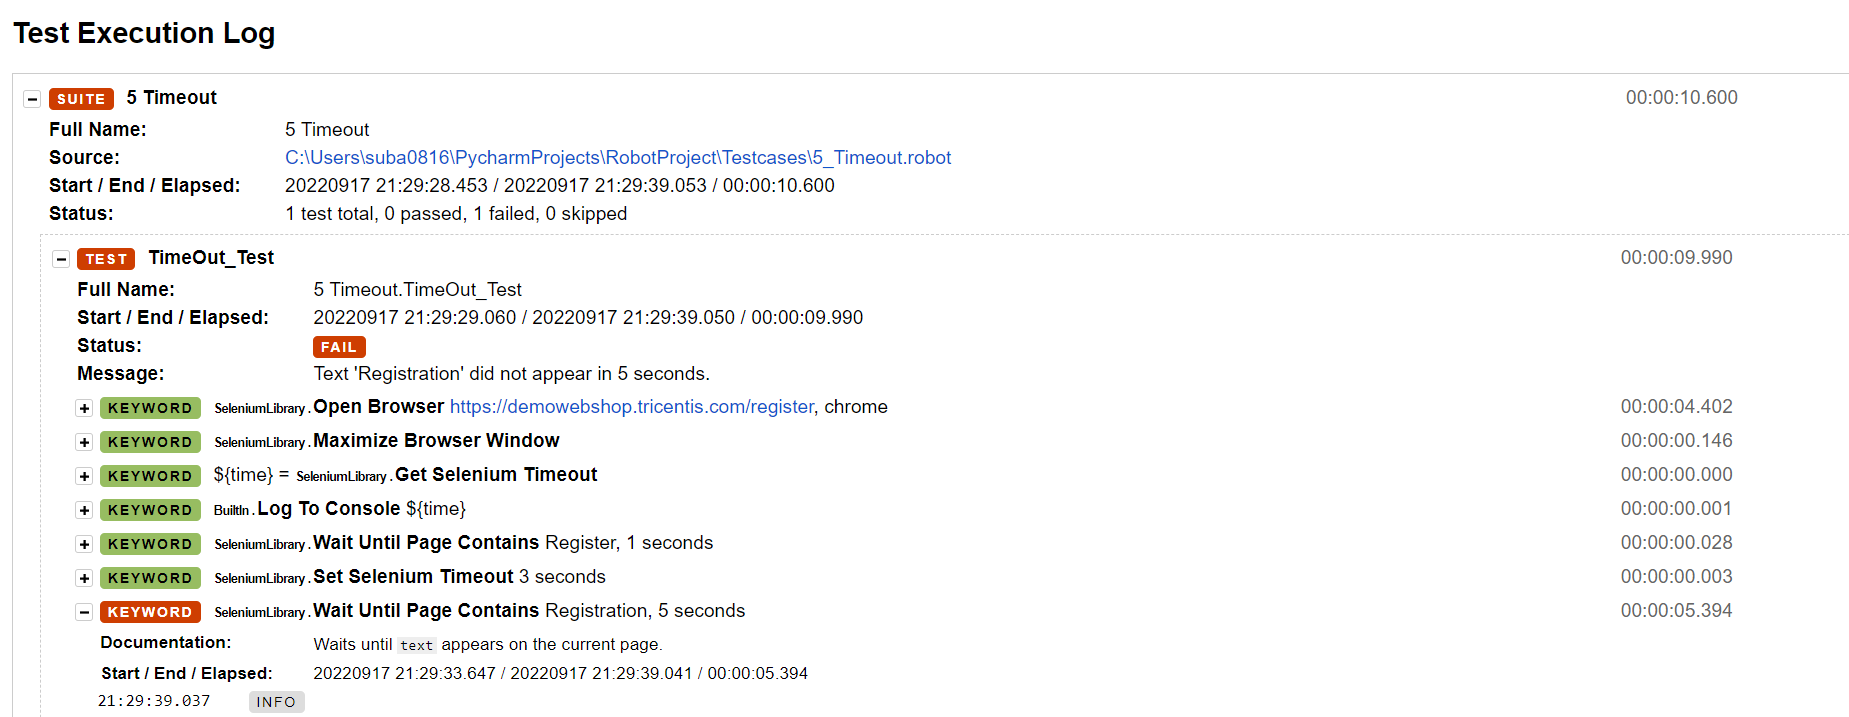 Test Execution Log
SUITE 5 Timeout 00:00:10.600
Full Name: 5 Timeout
Source: C:\Users\suba0816\PycharmProjects\RobotProject\Testcases\5_Timeout.robot
Start / End / Elapsed: 20220917 21:29:28.453 / 20220917 21:29:39.053 / 00:00:10.600
Status: 1 test total, 0 passed, 1 failed, 0 skipped
TEST TimeOut_Test 00:00:09.990
Full Name: 5 Timeout.TimeOut_Test
Start / End / Elapsed: 20220917 21:29:29.060 / 20220917 21:29:39.050 / 00:00:09.990
Status: FAIL
Message: Text 'Registration' did not appear in 5 seconds.
KEYWORD SeleniumLibrary.Open Browser https://demowebshop.tricentis.com/register, chrome 00:00:04.402
KEYWORD SeleniumLibrary.Maximize Browser Window 00:00:00.146
KEYWORD ${time} = SeleniumLibrary.Get Selenium Timeout 00:00:00.000
KEYWORD BuiltIn.Log To Console ${time} 00:00:00.001
KEYWORD SeleniumLibrary.Wait Until Page Contains Register, 1 seconds 00:00:00.028
KEYWORD SeleniumLibrary.Set Selenium Timeout 3 seconds 00:00:00.003
KEYWORD SeleniumLibrary.Wait Until Page Contains Registration, 5 seconds 00:00:05.394
Documentation: Waits until text appears on the current page.
Start / End / Elapsed: 20220917 21:29:33.647 / 20220917 21:29:39.041 / 00:00:05.394
21:29:39.037 INFO